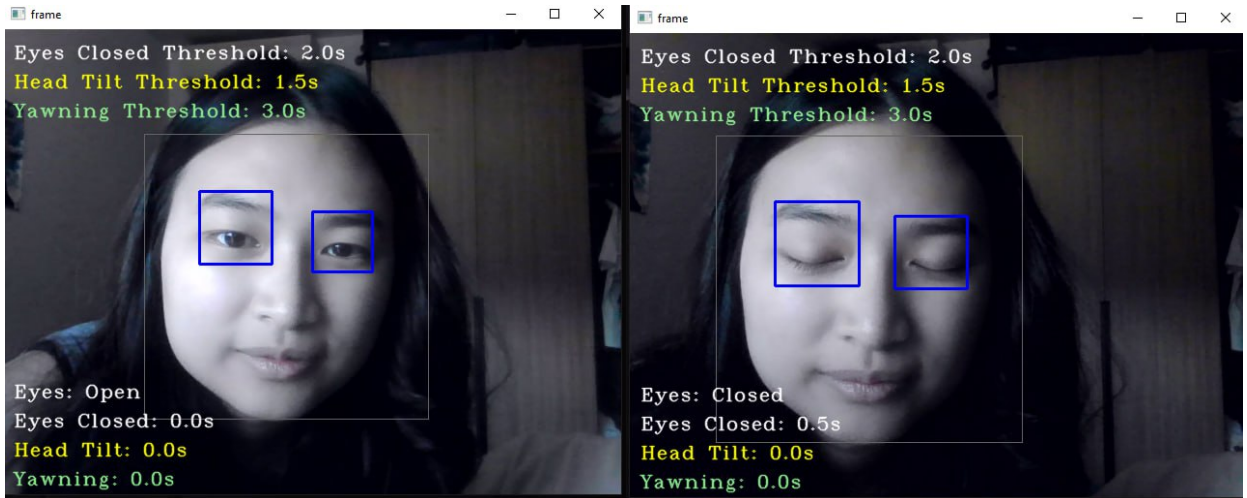 frame
Eyes Closed Threshold: 2.0s
Head Tilt Threshold: 1.5s
Yawning Threshold: 3.0s
Eyes: Open
Eyes Closed: 0.0s
Head Tilt: 0.0s
Yawning: 0.0s
frame
Eyes Closed Threshold: 2.0s
Head Tilt Threshold: 1.5s
Yawning Threshold: 3.0s
Eyes: Closed
Eyes Closed: 0.5s
Head Tilt: 0.0s
Yawning: 0.0s